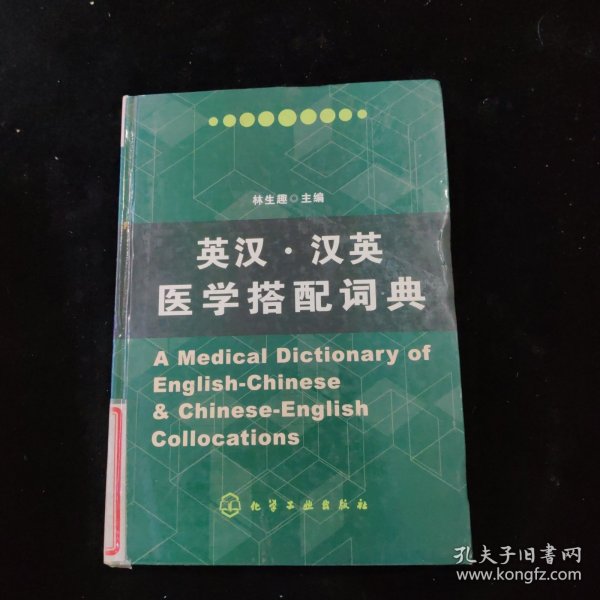 林生趣 主编
英汉·汉英
医学搭配词典
A Medical Dictionary of
English-Chinese
& Chinese-English
Collocations
化学工业出版社
孔夫子旧书网
www.kongfz.com